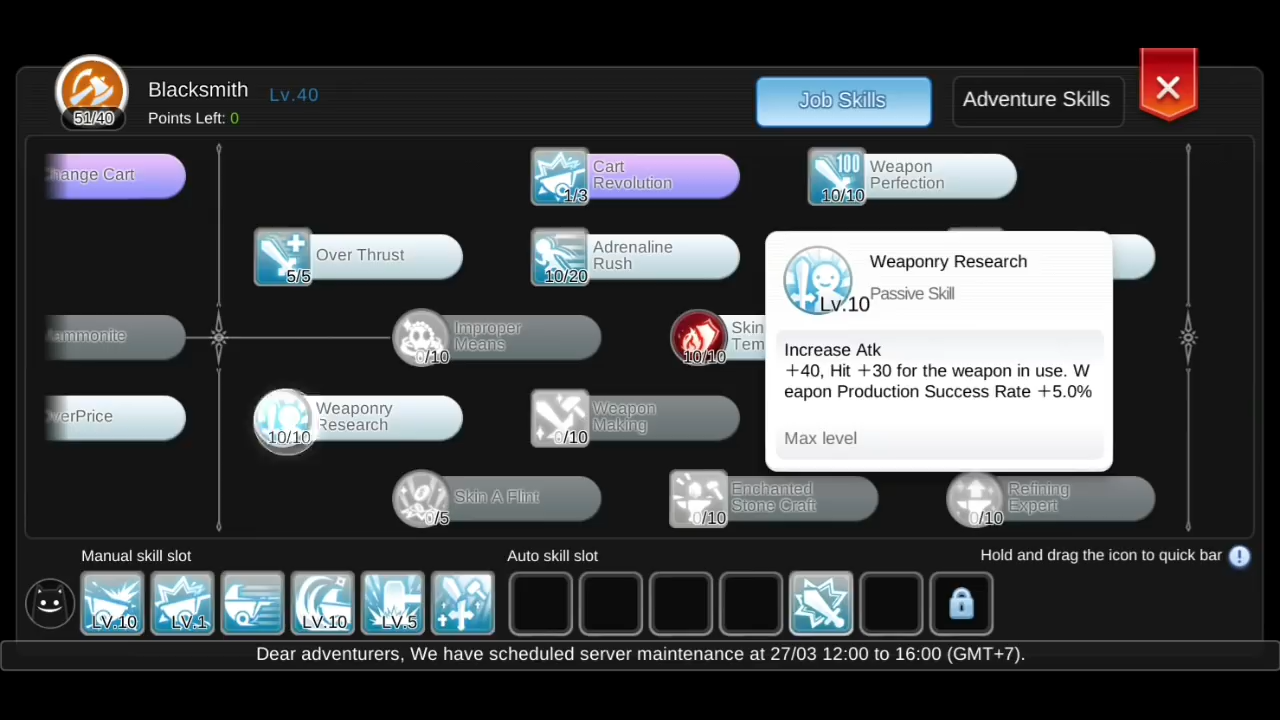 Blacksmith Lv.40
51/40
Points Left: 0
Job Skills
Adventure Skills
hange Cart
Cart
Revolution
1/3
100
Weapon
Perfection
10/10
Over Thrust
5/5
Adrenaline
Rush
10/20
ammonite
Improper
Means
0/10
Skin
Tem
10/10
Weaponry Research
Passive Skill
Lv.10
Increase Atk
+40, Hit +30 for the weapon in use. W
eapon Production Success Rate +5.0%
Max level
verPrice
Weaponry
Research
10/10
Weapon
Making
0/10
Skin A Flint
0/5
Enchanted
Stone Craft
0/10
Refining
Expert
0/10
Manual skill slot
Auto skill slot
Hold and drag the icon to quick bar
LV.10
LV.1
LV.10
LV.5
Dear adventurers, We have scheduled server maintenance at 27/03 12:00 to 16:00 (GMT+7).